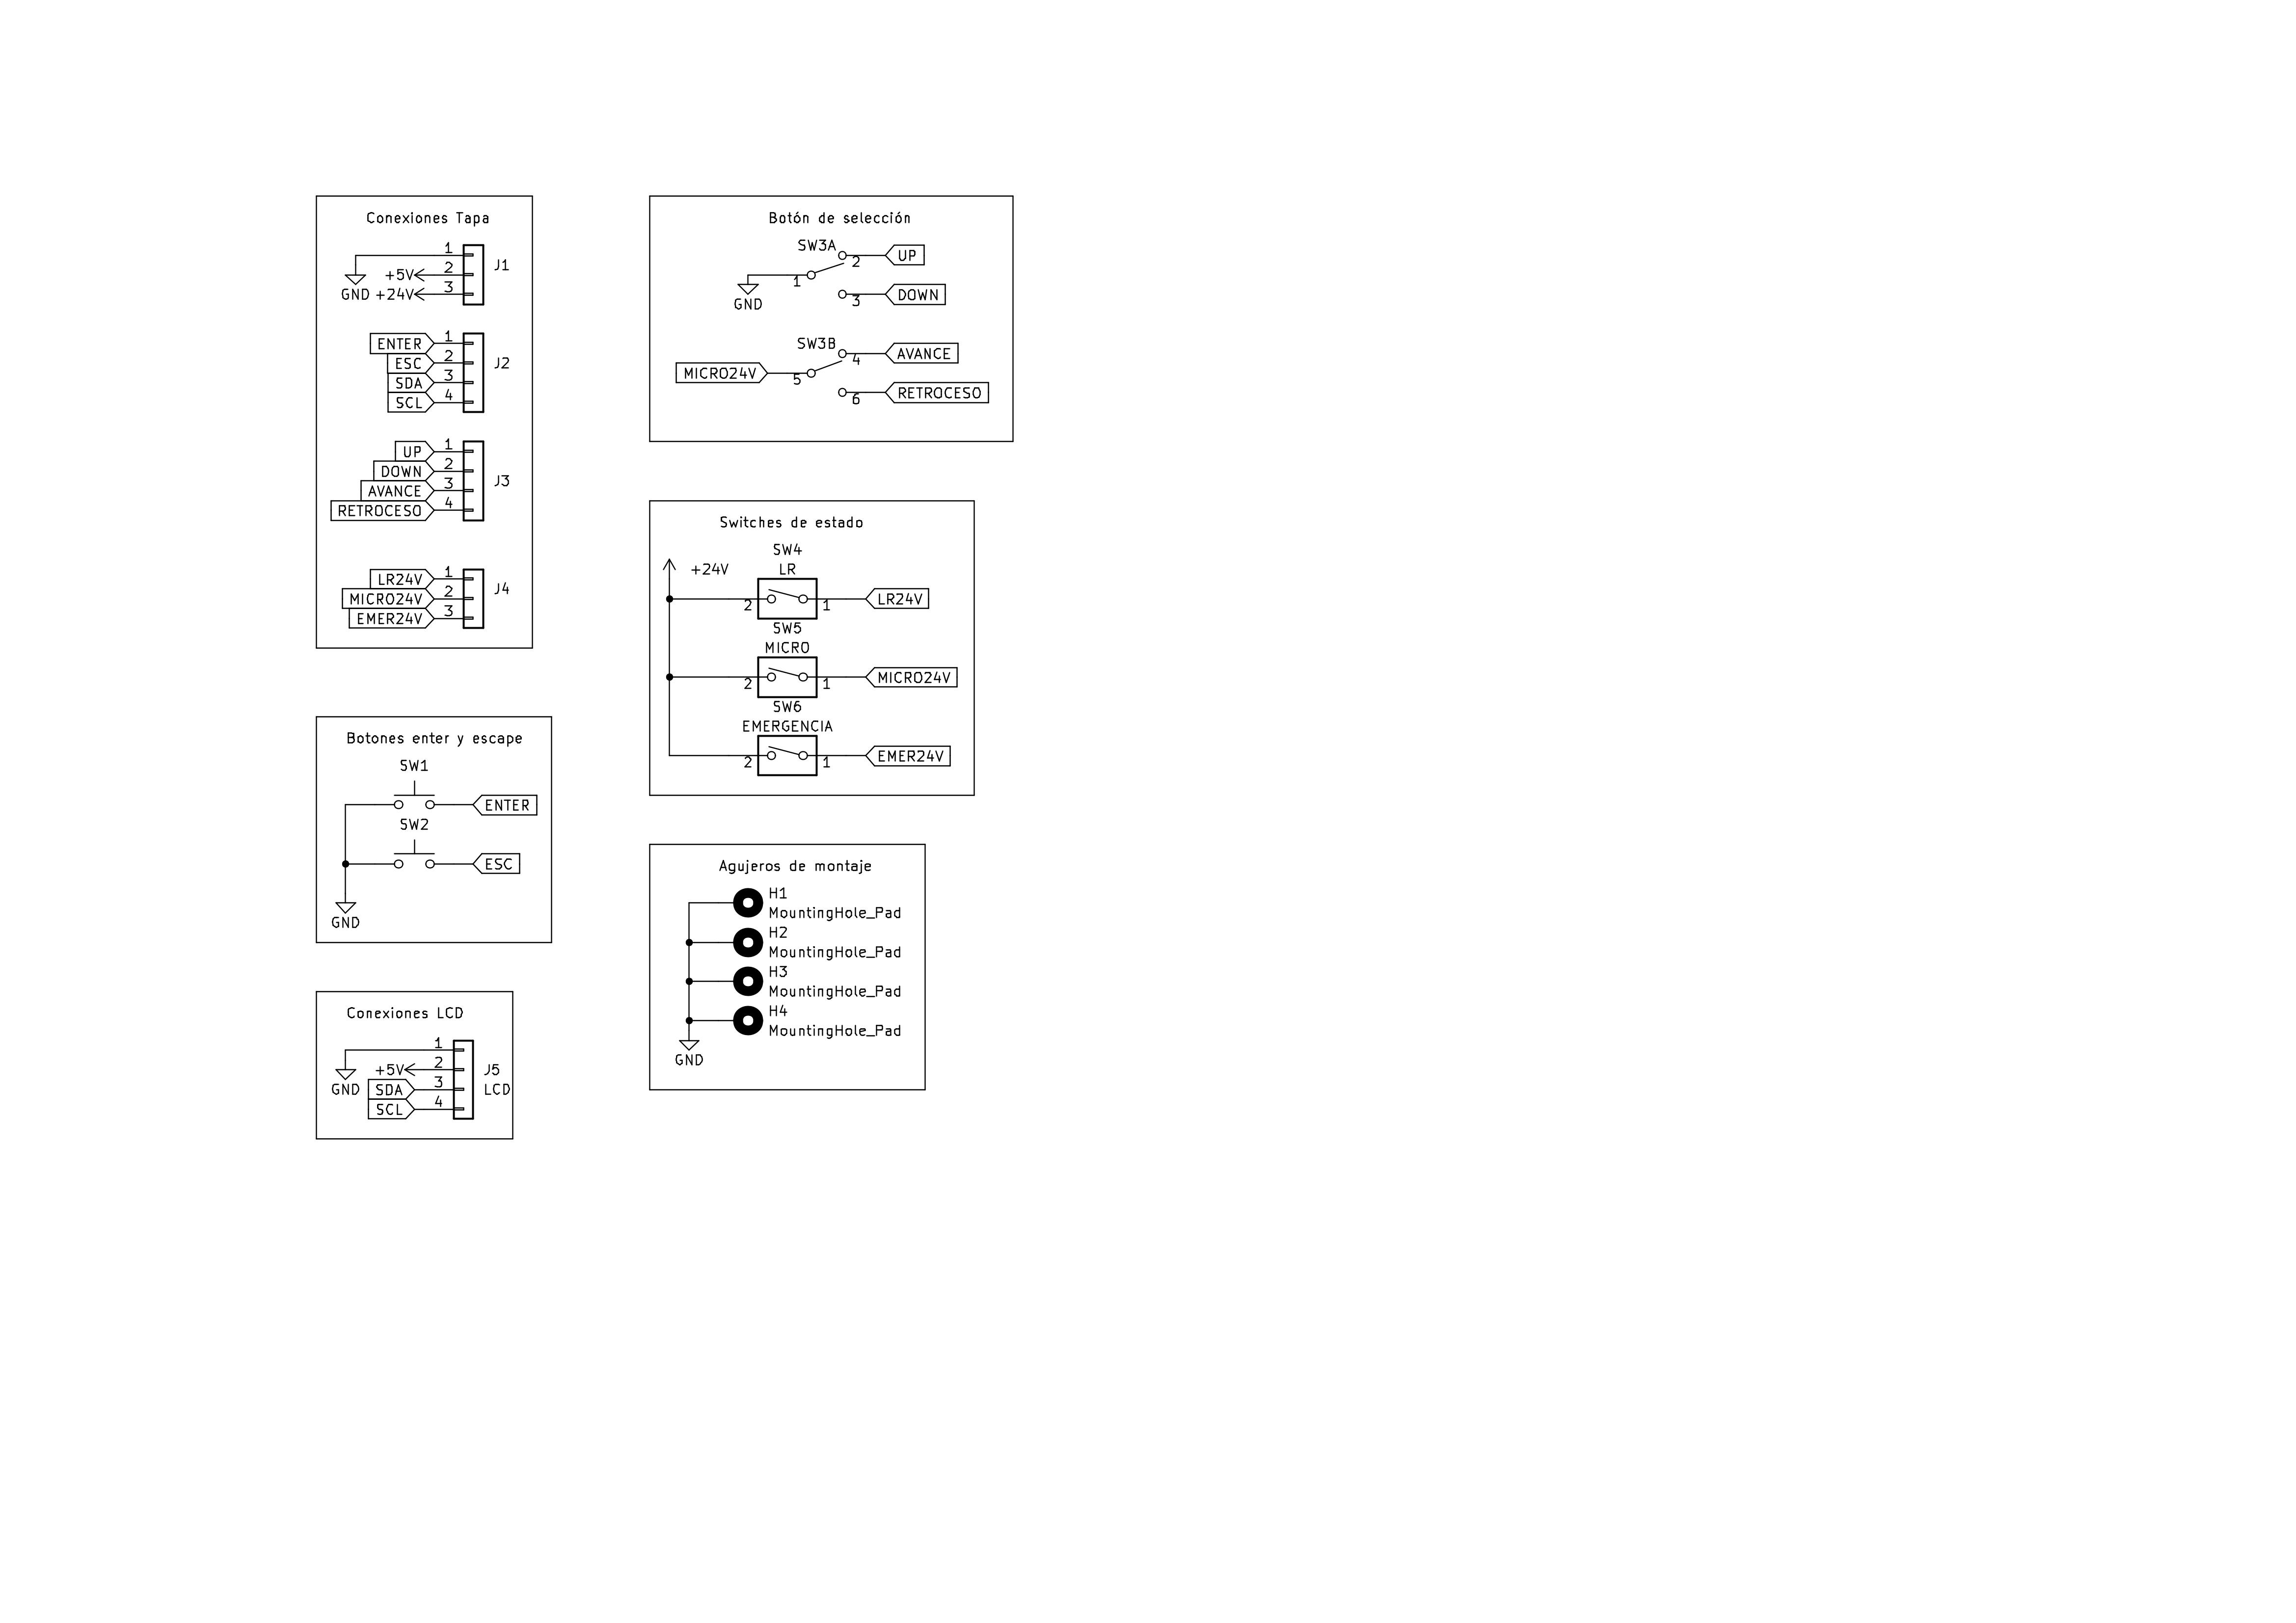 Conexiones Tapa
1
2
3
J1
+5V
GND +24V
ENTER 1
ESC 2
SDA 3
SCL 4
J2
UP 1
DOWN 2
AVANCE 3
RETROCESO 4
J3
LR24V 1
MICRO24V 2
EMER24V 3
J4
Botones enter y escape
SW1
ENTER
SW2
ESC
GND
Conexiones LCD
1
+5V 2
GND SDA 3
SCL 4
J5
LCD
Botón de selección
SW3A
2 UP
1
GND
3 DOWN
SW3B
4 AVANCE
MICRO24V 5
6 RETROCESO
Switches de estado
SW4
+24V LR
2 1 LR24V
SW5
MICRO
2 1 MICRO24V
SW6
EMERGENCIA
2 1 EMER24V
Agujeros de montaje
H1
MountingHole_Pad
H2
MountingHole_Pad
H3
MountingHole_Pad
H4
MountingHole_Pad
GND